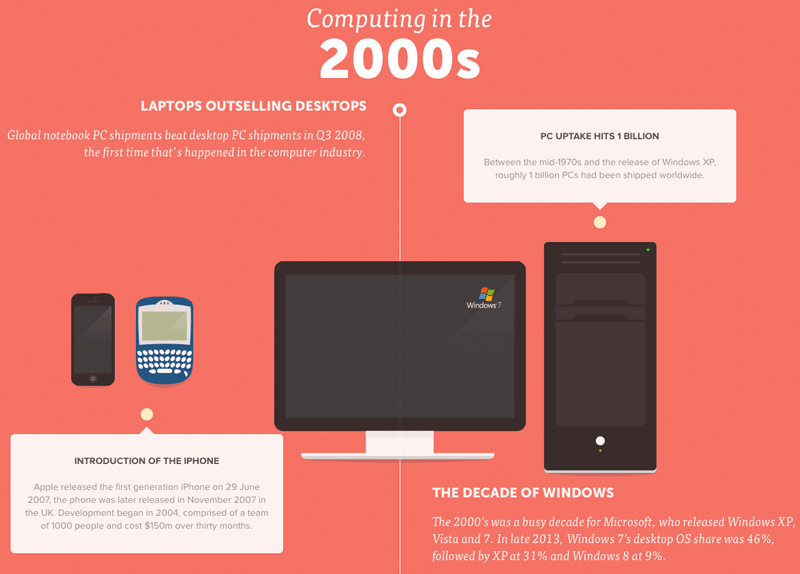 Computing in the
2000s
LAPTOPS OUTSELLING DESKTOPS
Global notebook PC shipments beat desktop PC shipments in Q3 2008,
the first time that's happened in the computer industry.
PC UPTAKE HITS 1 BILLION
Between the mid-1970s and the release of Windows XP,
roughly 1 billion PCs had been shipped worldwide.
Windows 7
INTRODUCTION OF THE IPHONE
Apple released the first generation iPhone on 29 June
2007, the phone was later released in November 2007 in
the UK. Development began in 2004, comprised of a team
of 1000 people and cost $150m over thirty months.
THE DECADE OF WINDOWS
The 2000's was a busy decade for Microsoft, who released Windows XP,
Vista and 7. In late 2013, Windows 7's desktop OS share was 46%,
followed by XP at 31% and Windows 8 at 9%.